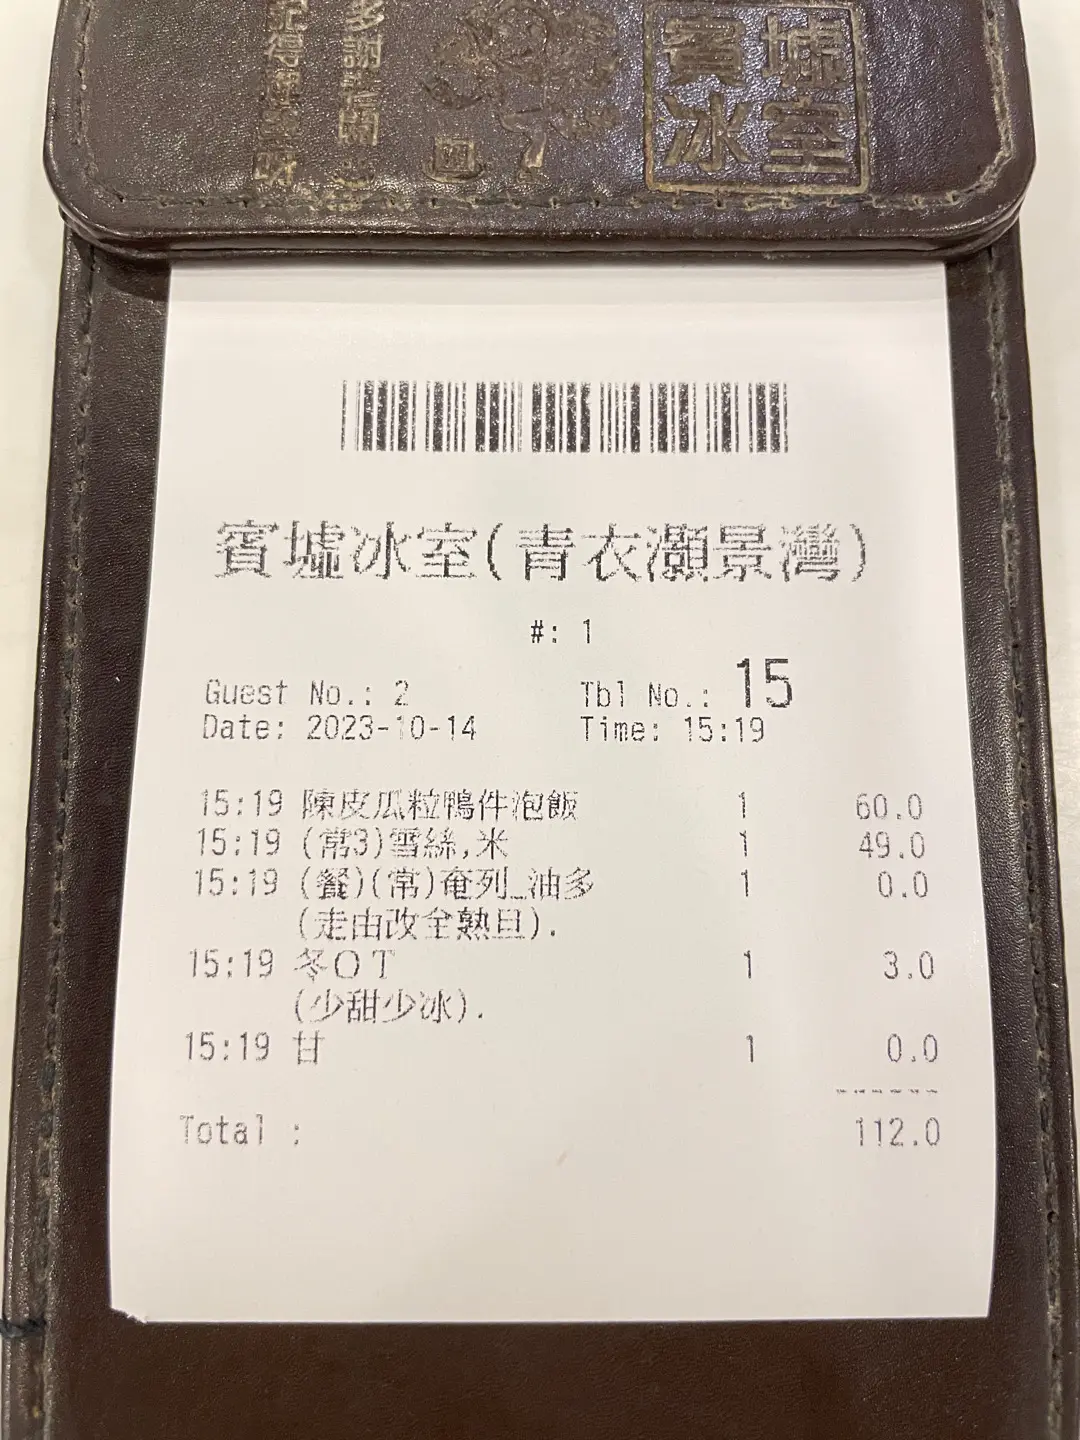 賓墟
冰室
賓墟冰室(青衣灝景灣)
#: 1
Guest No.: 2 Tbl No.: 15
Date: 2023-10-14 Time: 15:19
15:19 陳皮瓜粒鴨件泡飯 1 60.0
15:19 (常3)雪絲,米 1 49.0
15:19 (餐)(常)奄列_油多 1 0.0
(走由改全熟旦).
15:19 冬OT 1 3.0
(少甜少冰).
15:19 甘 1 0.0
------
Total : 112.0